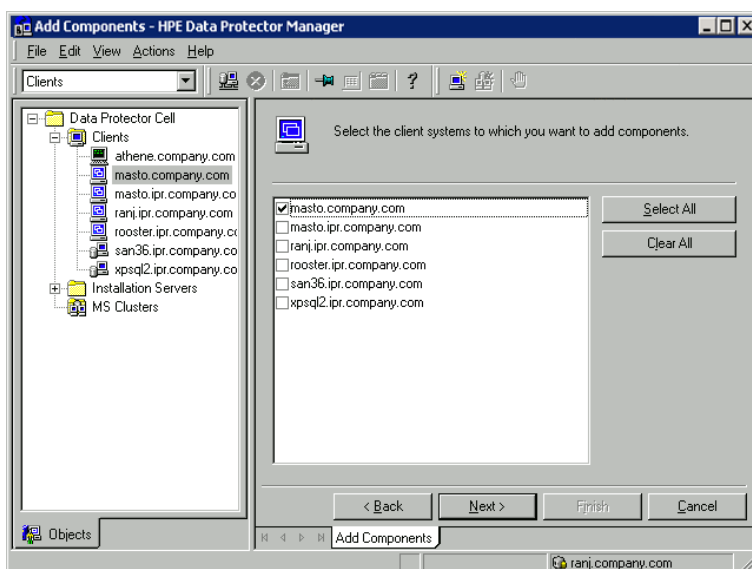 Add Components - HPE Data Protector Manager
File Edit View Actions Help
Clients
Data Protector Cell
Clients
athene.company.com
masto.company.com
masto.ipr.company.co
ranj.ipr.company.com
rooster.ipr.company.co
san36.ipr.company.co
xpsql2.ipr.company.co
Installation Servers
MS Clusters
Objects
Select the client systems to which you want to add components.
masto.company.com
masto.ipr.company.com
ranj.ipr.company.com
rooster.ipr.company.com
san36.ipr.company.com
xpsql2.ipr.company.com
Select All
Clear All
< Back Next > Finish Cancel
Add Components
ranj.company.com